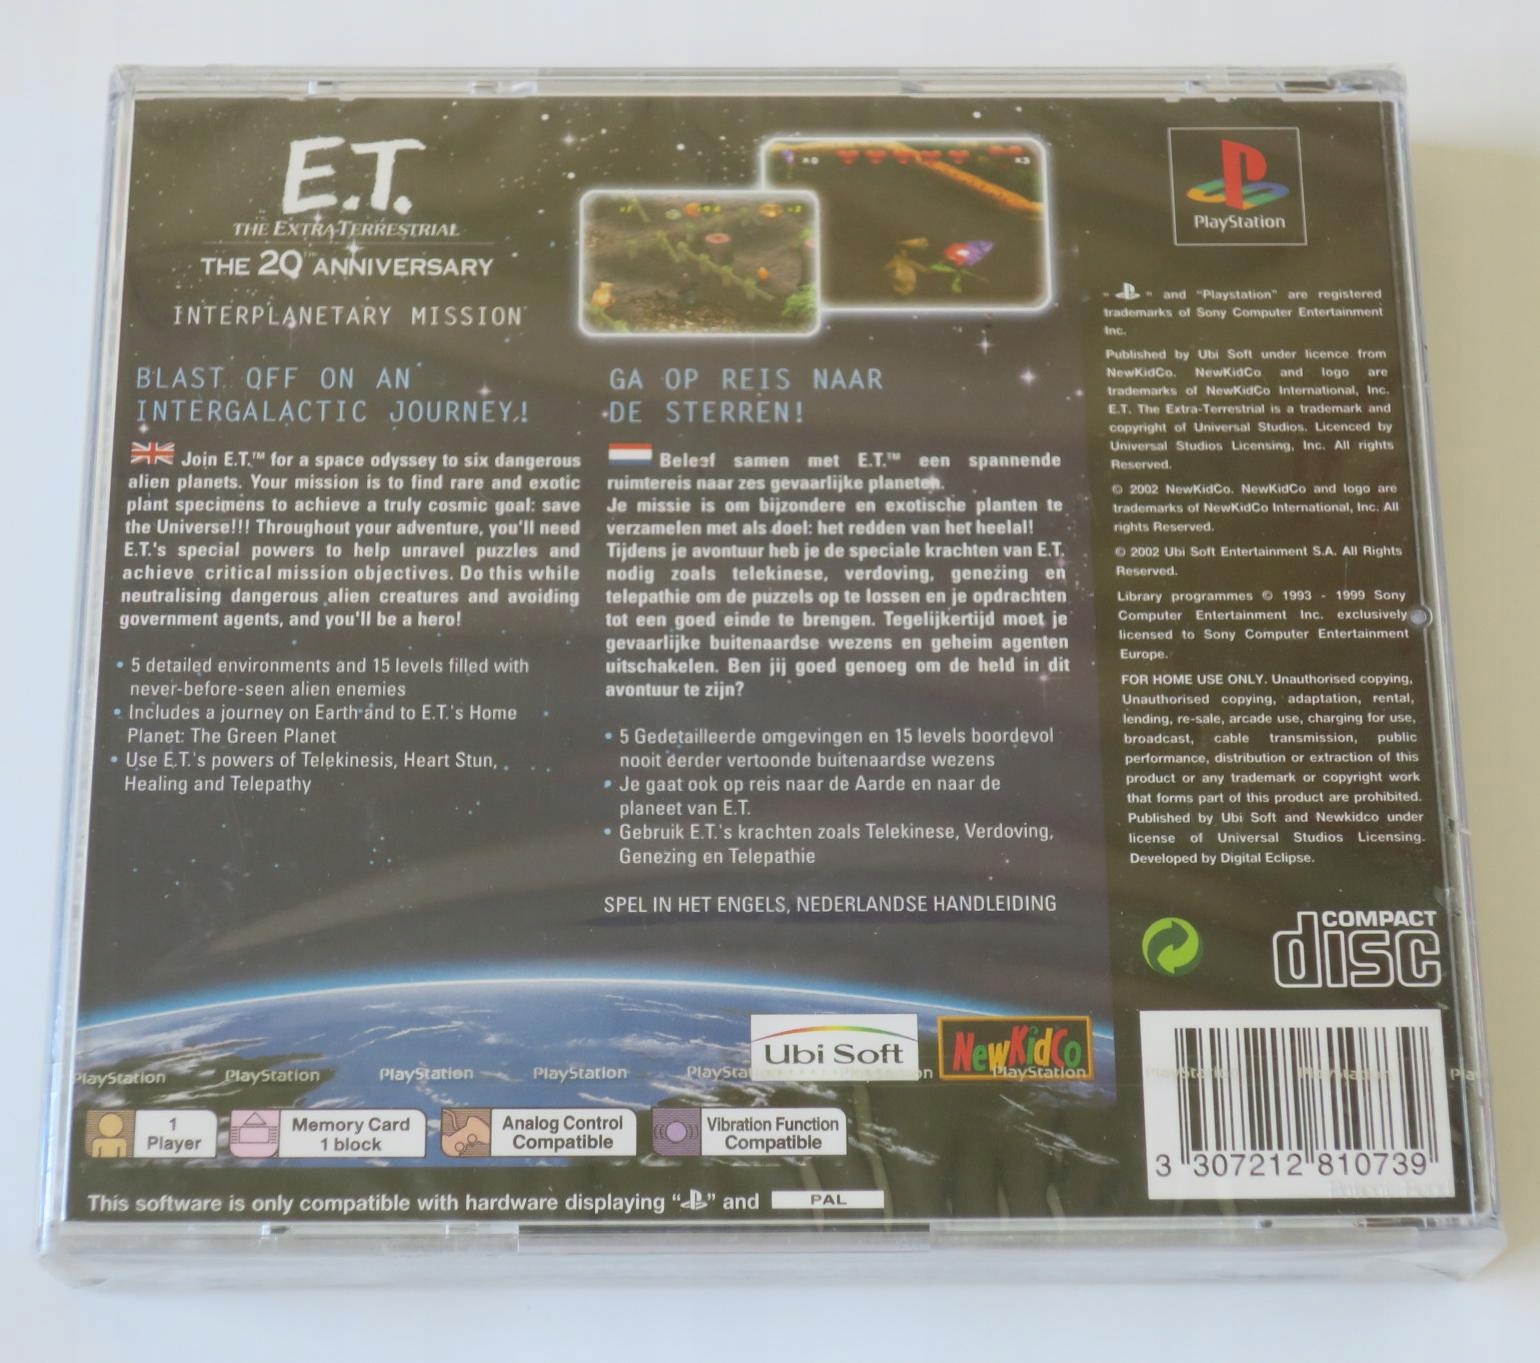 E.T.
THE EXTRA-TERRESTRIAL
THE 20TH ANNIVERSARY
INTERPLANETARY MISSION
BLAST OFF ON AN
INTERGALACTIC JOURNEY!
Join E.T.™ for a space odyssey to six dangerous
alien planets. Your mission is to find rare and exotic
plant specimens to achieve a truly cosmic goal: save
the Universe!!! Throughout your adventure, you'll need
E.T.'s special powers to help unravel puzzles and
achieve critical mission objectives. Do this while
neutralising dangerous alien creatures and avoiding
government agents, and you'll be a hero!
• 5 detailed environments and 15 levels filled with
never-before-seen alien enemies
• Includes a journey on Earth and to E.T.'s Home
Planet: The Green Planet
• Use E.T.'s powers of Telekinesis, Heart Stun,
Healing and Telepathy
x0
x3
GA OP REIS NAAR
DE STERREN!
Beleef samen met E.T.™ een spannende
ruimtereis naar zes gevaarlijke planeten.
Je missie is om bijzondere en exotische planten te
verzamelen met als doel: het redden van het heelal!
Tijdens je avontuur heb je de speciale krachten van E.T.
nodig zoals telekinese, verdoving, genezing en
telepathie om de puzzels op te lossen en je opdrachten
tot een goed einde te brengen. Tegelijkertijd moet je
gevaarlijke buitenaardse wezens en geheim agenten
uitschakelen. Ben jij goed genoeg om de held in dit
avontuur te zijn?
• 5 Gedetailleerde omgevingen en 15 levels boordevol
nooit eerder vertoonde buitenaardse wezens
• Je gaat ook op reis naar de Aarde en naar de
planeet van E.T.
• Gebruik E.T.'s krachten zoals Telekinese, Verdoving,
Genezing en Telepathie
SPEL IN HET ENGELS, NEDERLANDSE HANDLEIDING
PlayStation
" " and "Playstation" are registered
trademarks of Sony Computer Entertainment
Inc.
Published by Ubi Soft under licence from
NewKidCo. NewKidCo and logo are
trademarks of NewKidCo International, Inc.
E.T. The Extra-Terrestrial is a trademark and
copyright of Universal Studios. Licenced by
Universal Studios Licensing, Inc. All rights
Reserved.
© 2002 NewKidCo. NewKidCo and logo are
trademarks of NewKidCo International, Inc. All
rights Reserved.
© 2002 Ubi Soft Entertainment S.A. All Rights
Reserved.
Library programmes © 1993 - 1999 Sony
Computer Entertainment Inc. exclusively
licensed to Sony Computer Entertainment
Europe.
FOR HOME USE ONLY. Unauthorised copying,
Unauthorised copying, adaptation, rental,
lending, re-sale, arcade use, charging for use,
broadcast, cable transmission, public
performance, distribution or extraction of this
product or any trademark or copyright work
that forms part of this product are prohibited.
Published by Ubi Soft and Newkidco under
license of Universal Studios Licensing.
Developed by Digital Eclipse.
COMPACT
disc
Ubi Soft
NewKidCo
PlayStation PlayStation PlayStation PlayStation PlaySta on PlayStation
1
Player
Memory Card
1 block
Analog Control
Compatible
Vibration Function
Compatible
This software is only compatible with hardware displaying " " and PAL
3 307212 810739